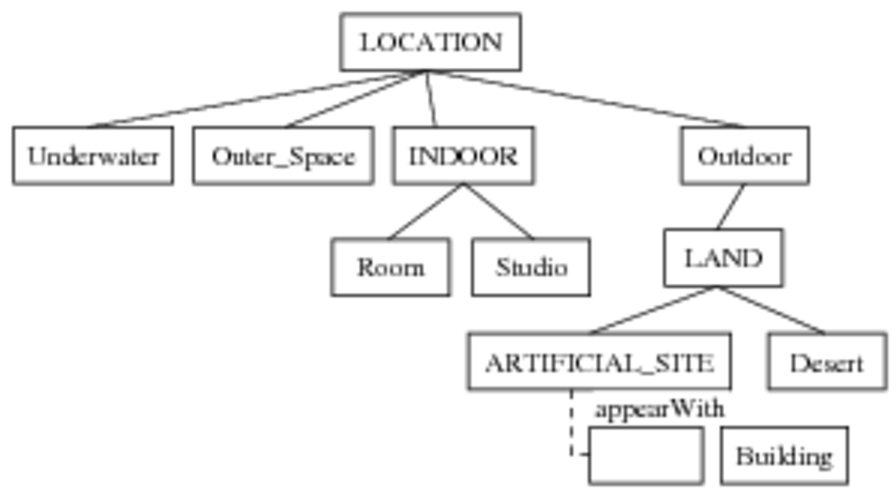 LOCATION
Underwater
Outer_Space
INDOOR
Outdoor
Room
Studio
LAND
ARTIFICIAL_SITE
Desert
appearWith
Building